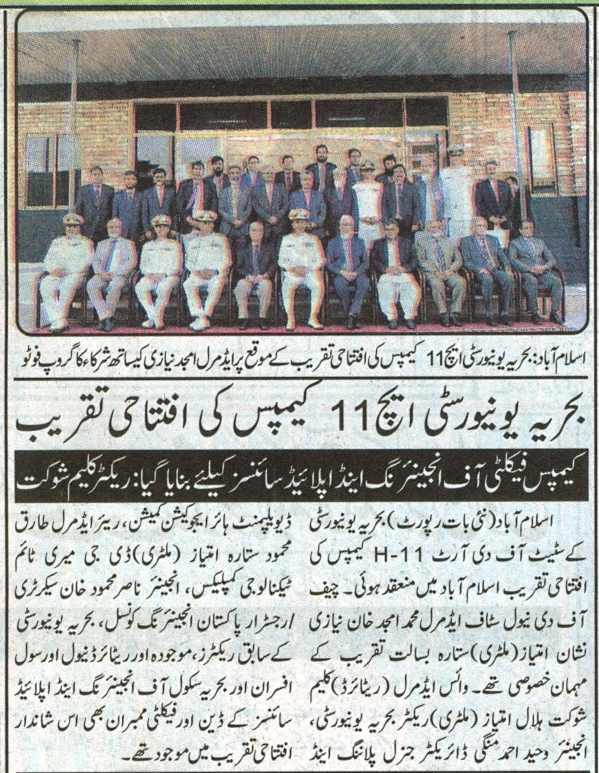 اسلام آباد: بحریہ یونیورسٹی ایچ 11 کیمپس کی افتتاحی تقریب کے موقع پر ایڈمرل امجد نیازی کیساتھ شرکاء کا گروپ فوٹو
بحریہ یونیورسٹی ایچ 11 کیمپس کی افتتاحی تقریب
کیمپس فیکلٹی آف انجینئرنگ اینڈ اپلائیڈ سائنسز کیلئے بنایا گیا: ریکٹر کلیم شوکت
اسلام آباد (نئی بات رپورٹ) بحریہ یونیورسٹی
کے سٹیٹ آف دی آرٹ H-11 کیمپس کی
افتتاحی تقریب اسلام آباد میں منعقد ہوئی۔ چیف
آف دی نیول سٹاف ایڈمرل محمد امجد خان نیازی
نشان امتیاز (ملٹری) ستارہ بسالت تقریب کے
مہمان خصوصی تھے۔ وائس ایڈمرل (ریٹائرڈ) کلیم
شوکت ہلال امتیاز (ملٹری) ریکٹر بحریہ یونیورسٹی،
انجینئر وحید احمد منگی ڈائریکٹر جنرل پلاننگ اینڈ
ڈیولپمنٹ ہائر ایجوکیشن کمیشن، ریئر ایڈمرل طارق
محمود ستارہ امتیاز (ملٹری) ڈی جی میری ٹائم
ٹیکنالوجی کمپلیکس، انجینئر ناصر محمود خان سیکرٹری
/رجسٹرار پاکستان انجینئرنگ کونسل، بحریہ یونیورسٹی
کے سابق ریکٹرز، موجودہ اور ریٹائرڈ نیول اور سول
افسران اور بحریہ سکول آف انجینئرنگ اینڈ اپلائیڈ
سائنسز کے ڈین اور فیکلٹی ممبران بھی اس شاندار
افتتاحی تقریب میں موجود تھے۔